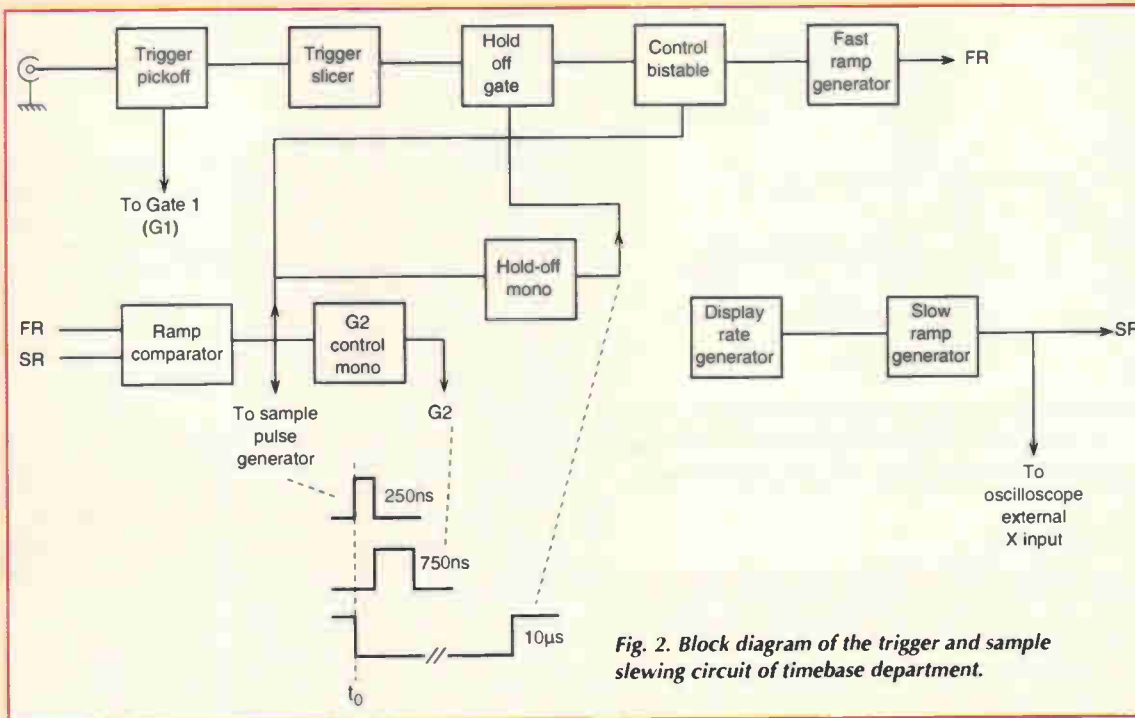 Trigger
pickoff
Trigger
slicer
Hold
off
gate
Control
bistable
Fast
ramp
generator
FR
To Gate 1
(G1)
Hold-off
mono
FR
SR
Ramp
comparator
G2
control
mono
Display
rate
generator
Slow
ramp
generator
SR
To sample
pulse
generator
G2
To
oscilloscope
external
X input
250ns
750ns
10µs
t0
Fig. 2. Block diagram of the trigger and sample
slewing circuit of timebase department.